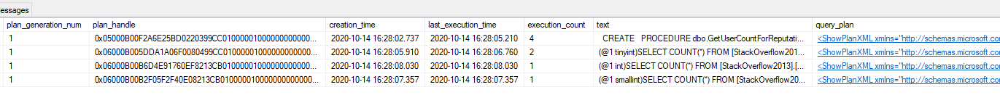 essages
plan_generation_num plan_handle creation_time last_execution_time execution_count text query_plan
1 0x05000B00F2A6E25BD0220399CC01000001000000000000... 2020-10-14 16:28:02.737 2020-10-14 16:28:05.210 4 CREATE PROCEDURE dbo.GetUserCountForReputati... <ShowPlanXML xmlns="http://schemas.microsoft.com
1 0x06000B005DDA1A06F0080499CC01000001000000000000... 2020-10-14 16:28:05.910 2020-10-14 16:28:06.760 2 (@1 tinyint)SELECT COUNT(*) FROM [StackOverflow201... <ShowPlanXML xmlns="http://schemas.microsoft.com
1 0x06000B00B6D4E91760EF8213CB01000001000000000000... 2020-10-14 16:28:08.030 2020-10-14 16:28:08.030 1 (@1 int)SELECT COUNT(*) FROM [StackOverflow2013].[... <ShowPlanXML xmlns="http://schemas.microsoft.com
1 0x06000B00B2F05F2F40E08213CB01000001000000000000... 2020-10-14 16:28:07.357 2020-10-14 16:28:07.357 1 (@1 smallint)SELECT COUNT(*) FROM [StackOverflow20... <ShowPlanXML xmlns="http://schemas.microsoft.com